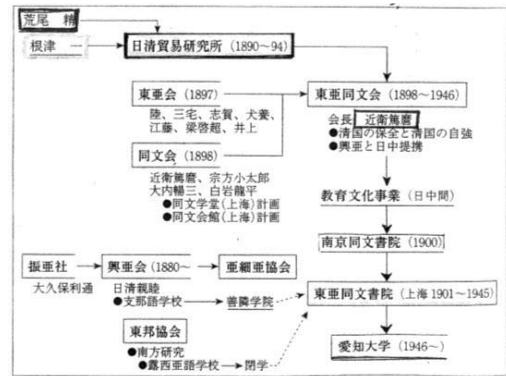 荒尾 精
根津 一
日清貿易研究所 (1890～94)
東亜会 (1897)
陸、三宅、志賀、犬養、
江藤、梁啓超、井上
同文会 (1898)
近衛篤麿、宗方小太郎
大内暢三、白岩龍平
●同文学堂(上海)計画
●同文会館(上海)計画
東亜同文会 (1898～1946)
会長 近衛篤麿
●清国の保全と清国の自強
●興亜と日中提携
教育文化事業 (日中間)
南京同文書院 (1900)
振亜社
大久保利通
興亜会 (1880～
日清親睦
●支那語学校
亜細亜協会
善隣学院
東邦協会
●南方研究
●露西亜語学校
閉学
東亜同文書院 (上海 1901～1945)
愛知大学 (1946～)